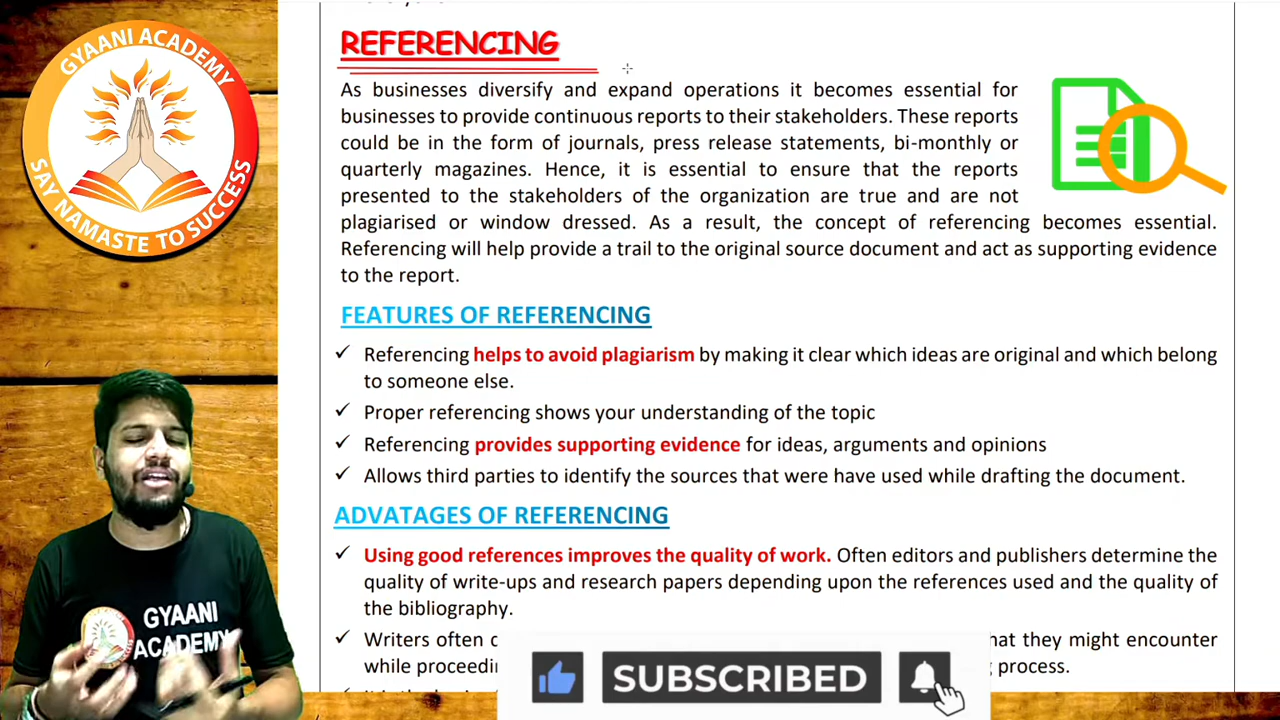 GYAANI ACADEMY
SAY NAMASTE TO SUCCESS
REFERENCING
As businesses diversify and expand operations it becomes essential for
businesses to provide continuous reports to their stakeholders. These reports
could be in the form of journals, press release statements, bi-monthly or
quarterly magazines. Hence, it is essential to ensure that the reports
presented to the stakeholders of the organization are true and are not
plagiarised or window dressed. As a result, the concept of referencing becomes essential.
Referencing will help provide a trail to the original source document and act as supporting evidence
to the report.
FEATURES OF REFERENCING
✓ Referencing helps to avoid plagiarism by making it clear which ideas are original and which belong
to someone else.
✓ Proper referencing shows your understanding of the topic
✓ Referencing provides supporting evidence for ideas, arguments and opinions
✓ Allows third parties to identify the sources that were have used while drafting the document.
ADVATAGES OF REFERENCING
✓ Using good references improves the quality of work. Often editors and publishers determine the
quality of write-ups and research papers depending upon the references used and the quality of
the bibliography.
✓ Writers often that they might encounter
while process.
SUBSCRIBED
GYAANI
ACADEMY